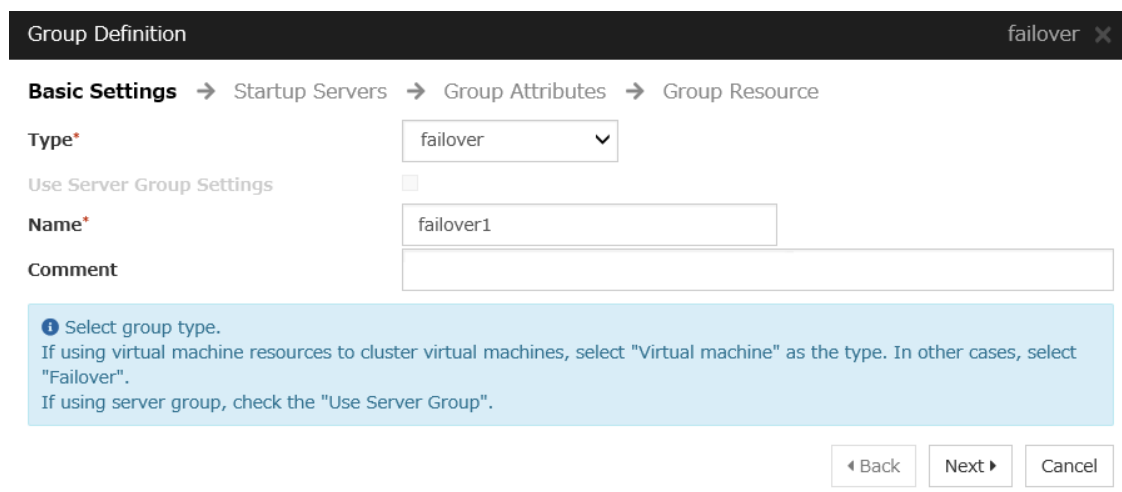 Group Definition failover ×
Basic Settings → Startup Servers → Group Attributes → Group Resource
Type* failover
Use Server Group Settings
Name* failover1
Comment
Select group type.
If using virtual machine resources to cluster virtual machines, select "Virtual machine" as the type. In other cases, select
"Failover".
If using server group, check the "Use Server Group".
Back Next Cancel